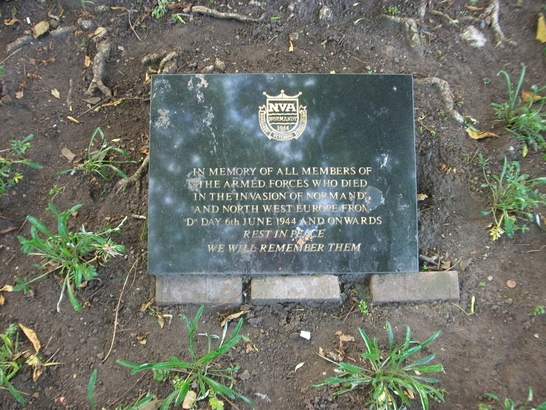 NVA
NORMANDY
1944
IN MEMORY OF ALL MEMBERS OF
THE ARMED FORCES WHO DIED
IN THE INVASION OF NORMANDY
AND NORTH WEST EUROPE FROM
'D' DAY 6th JUNE 1944 AND ONWARDS
REST IN PEACE
WE WILL REMEMBER THEM